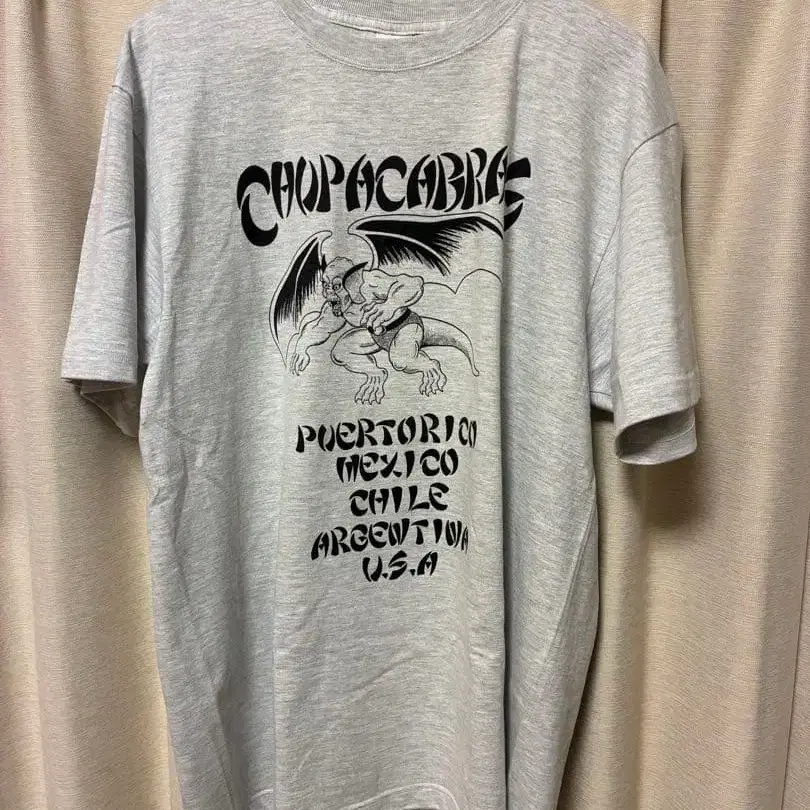 CHUPACABRAS
PUERTORICO
MEXICO
CHILE
ARGENTINA
U.S.A